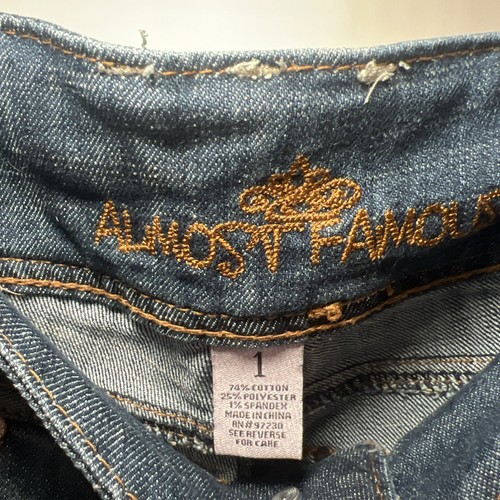 ALMOST FAMOUS
1
74% COTTON
25% POLYESTER
1% SPANDEX
MADE IN CHINA
RN# 97230
SEE REVERSE
FOR CARE